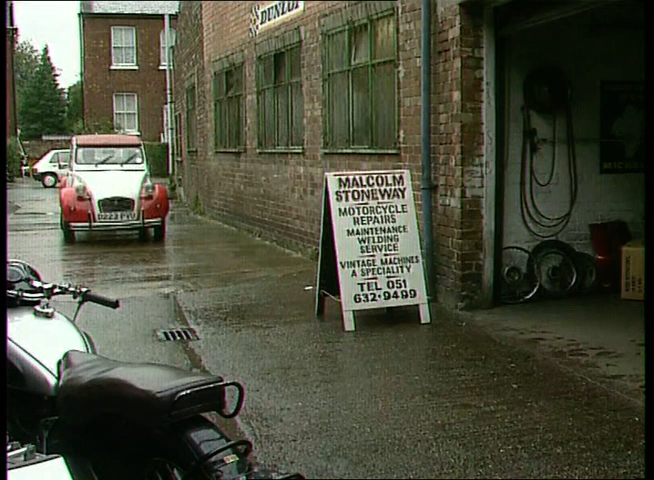 DUNLOP
MALCOLM
STONEWAY
MOTORCYCLE
REPAIRS
MAINTENANCE
WELDING
SERVICE
VINTAGE MACHINES
A SPECIALITY
TEL 051
632·9499